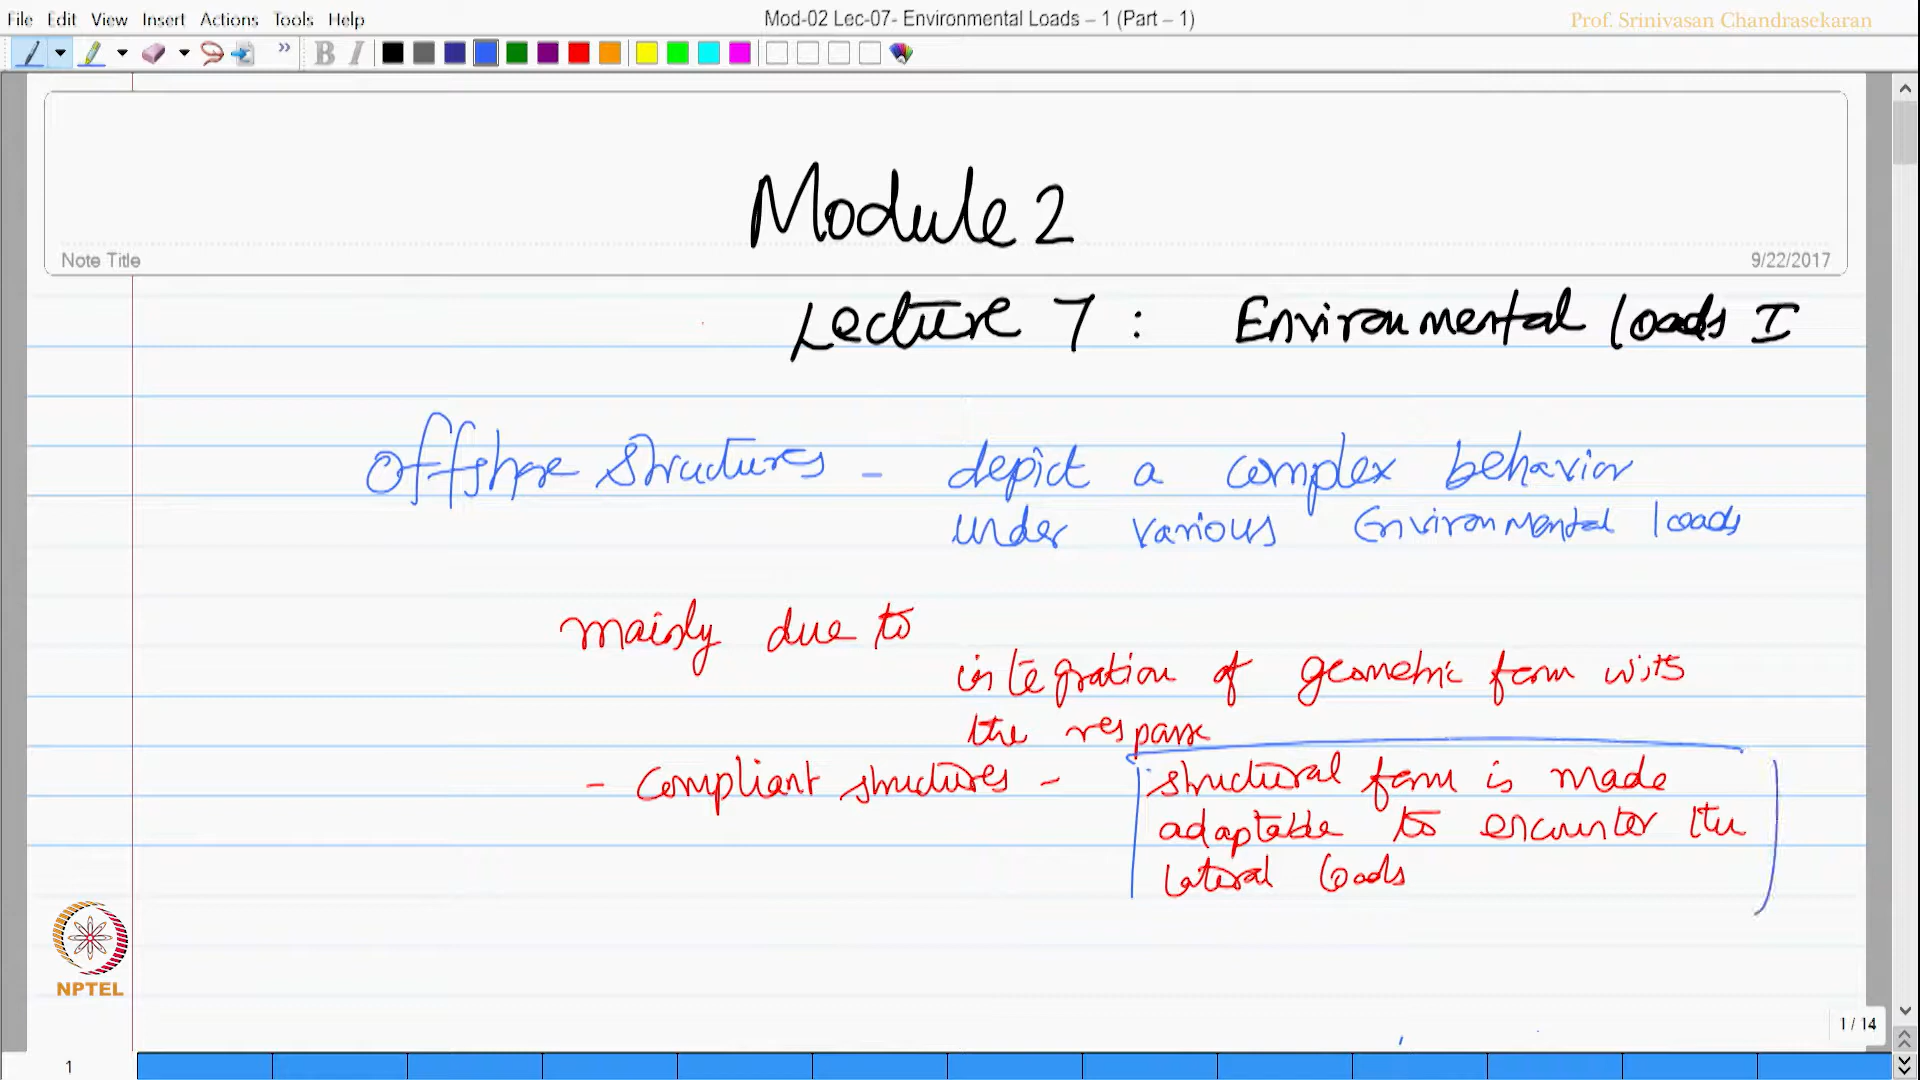 File Edit View Insert Actions Tools Help
Mod-02 Lec-07- Environmental Loads – 1 (Part – 1)
Prof. Srinivasan Chandrasekaran
B I
Module 2
Note Title
9/22/2017
Lecture 7 : Environmental loads I
Offshore structures - depict a complex behavior
under various Environmental loads
mainly due to
integration of geometric form with
the response
- Compliant structures - structural form is made
adaptable to encounter the
lateral loads
NPTEL
1 / 14
1